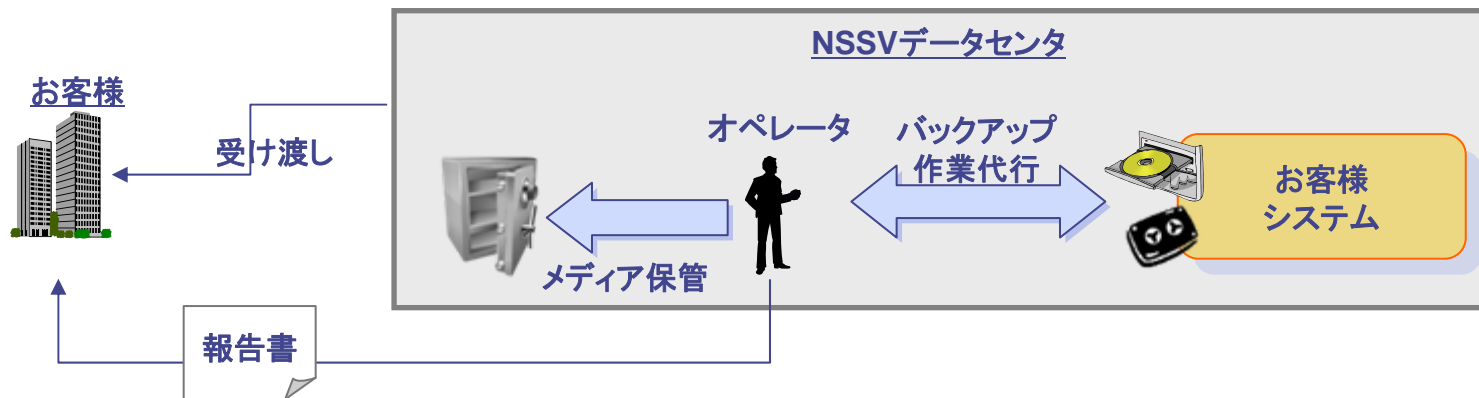 NSSVデータセンタ
お客様
受け渡し
オペレータ
バックアップ
作業代行
お客様
システム
メディア保管
報告書